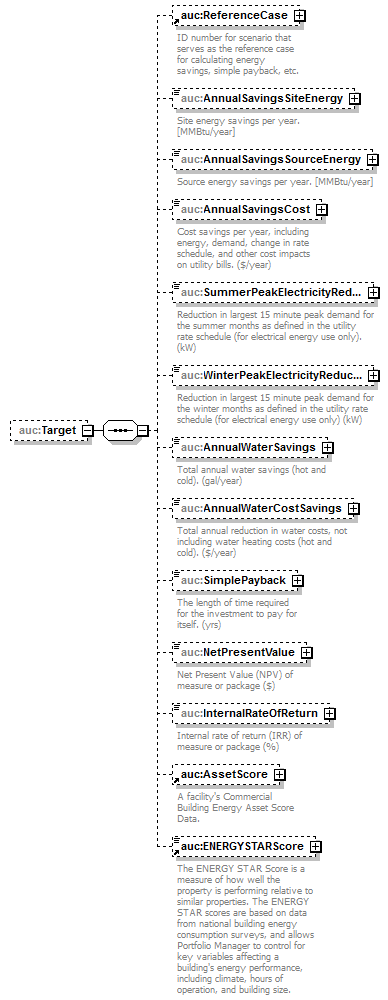 auc:ReferenceCase
ID number for scenario that
serves as the reference case
for calculating energy
savings, simple payback, etc.
auc:AnnualSavingsSiteEnergy
Site energy savings per year.
[MMBtu/year]
auc:AnnualSavingsSourceEnergy
Source energy savings per year. [MMBtu/year]
auc:AnnualSavingsCost
Cost savings per year, including
energy, demand, change in rate
schedule, and other cost impacts
on utility bills. ($/year)
auc:SummerPeakElectricityRed...
Reduction in largest 15 minute peak demand for
the summer months as defined in the utility
rate schedule (for electrical energy use only).
(kW)
auc:WinterPeakElectricityReduc...
Reduction in largest 15 minute peak demand for
the winter months as defined in the utility rate
schedule (for electrical energy use only) (kW)
auc:Target
auc:AnnualWaterSavings
Total annual water savings (hot and
cold). (gal/year)
auc:AnnualWaterCostSavings
Total annual reduction in water costs, not
including water heating costs (hot and
cold). ($/year)
auc:SimplePayback
The length of time required
for the investment to pay for
itself. (yrs)
auc:NetPresentValue
Net Present Value (NPV) of
measure or package ($)
auc:InternalRateOfReturn
Internal rate of return (IRR) of
measure or package (%)
auc:AssetScore
A facility's Commercial
Building Energy Asset Score
Data.
auc:ENERGYSTARScore
The ENERGY STAR Score is a
measure of how well the
property is performing relative to
similar properties. The ENERGY
STAR scores are based on data
from national building energy
consumption surveys, and allows
Portfolio Manager to control for
key variables affecting a
building's energy performance,
including climate, hours of
operation, and building size.